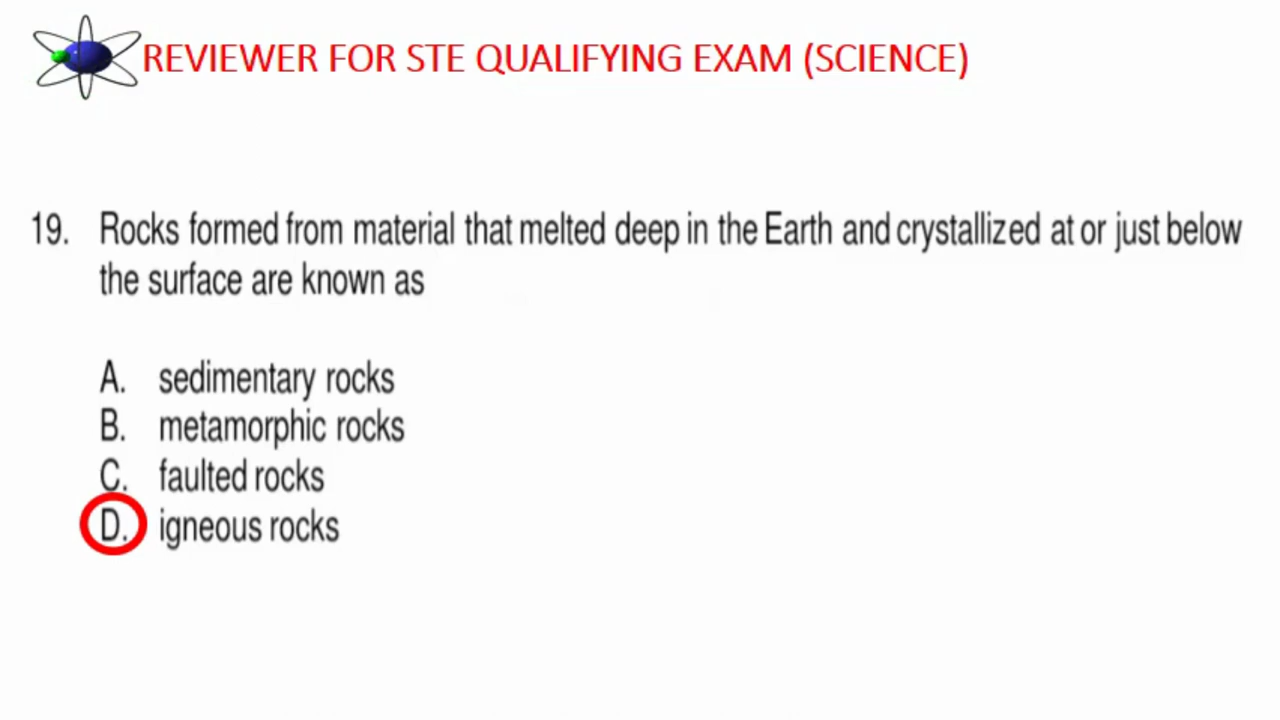 REVIEWER FOR STE QUALIFYING EXAM (SCIENCE)
19. Rocks formed from material that melted deep in the Earth and crystallized at or just below
the surface are known as
A. sedimentary rocks
B. metamorphic rocks
C. faulted rocks
D. igneous rocks